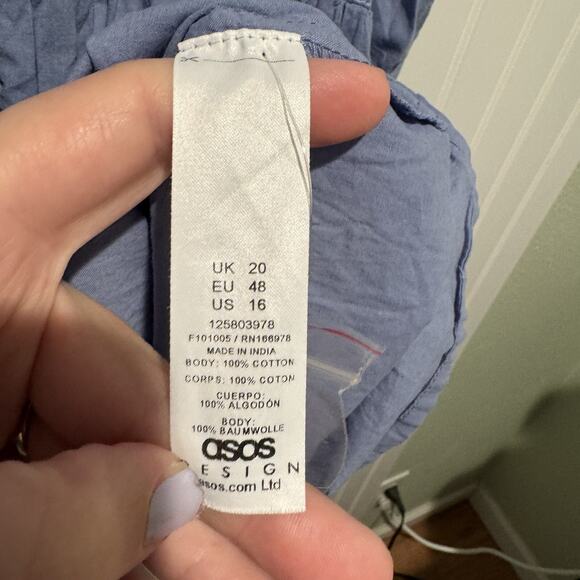 UK 20
EU 48
US 16
125803978
F101005 / RN166978
MADE IN INDIA
BODY: 100% COTTON
CORPS: 100% COTON
CUERPO:
100% ALGODÓN
BODY:
100% BAUMWOLLE
asos
ESIGN
asos.com Ltd